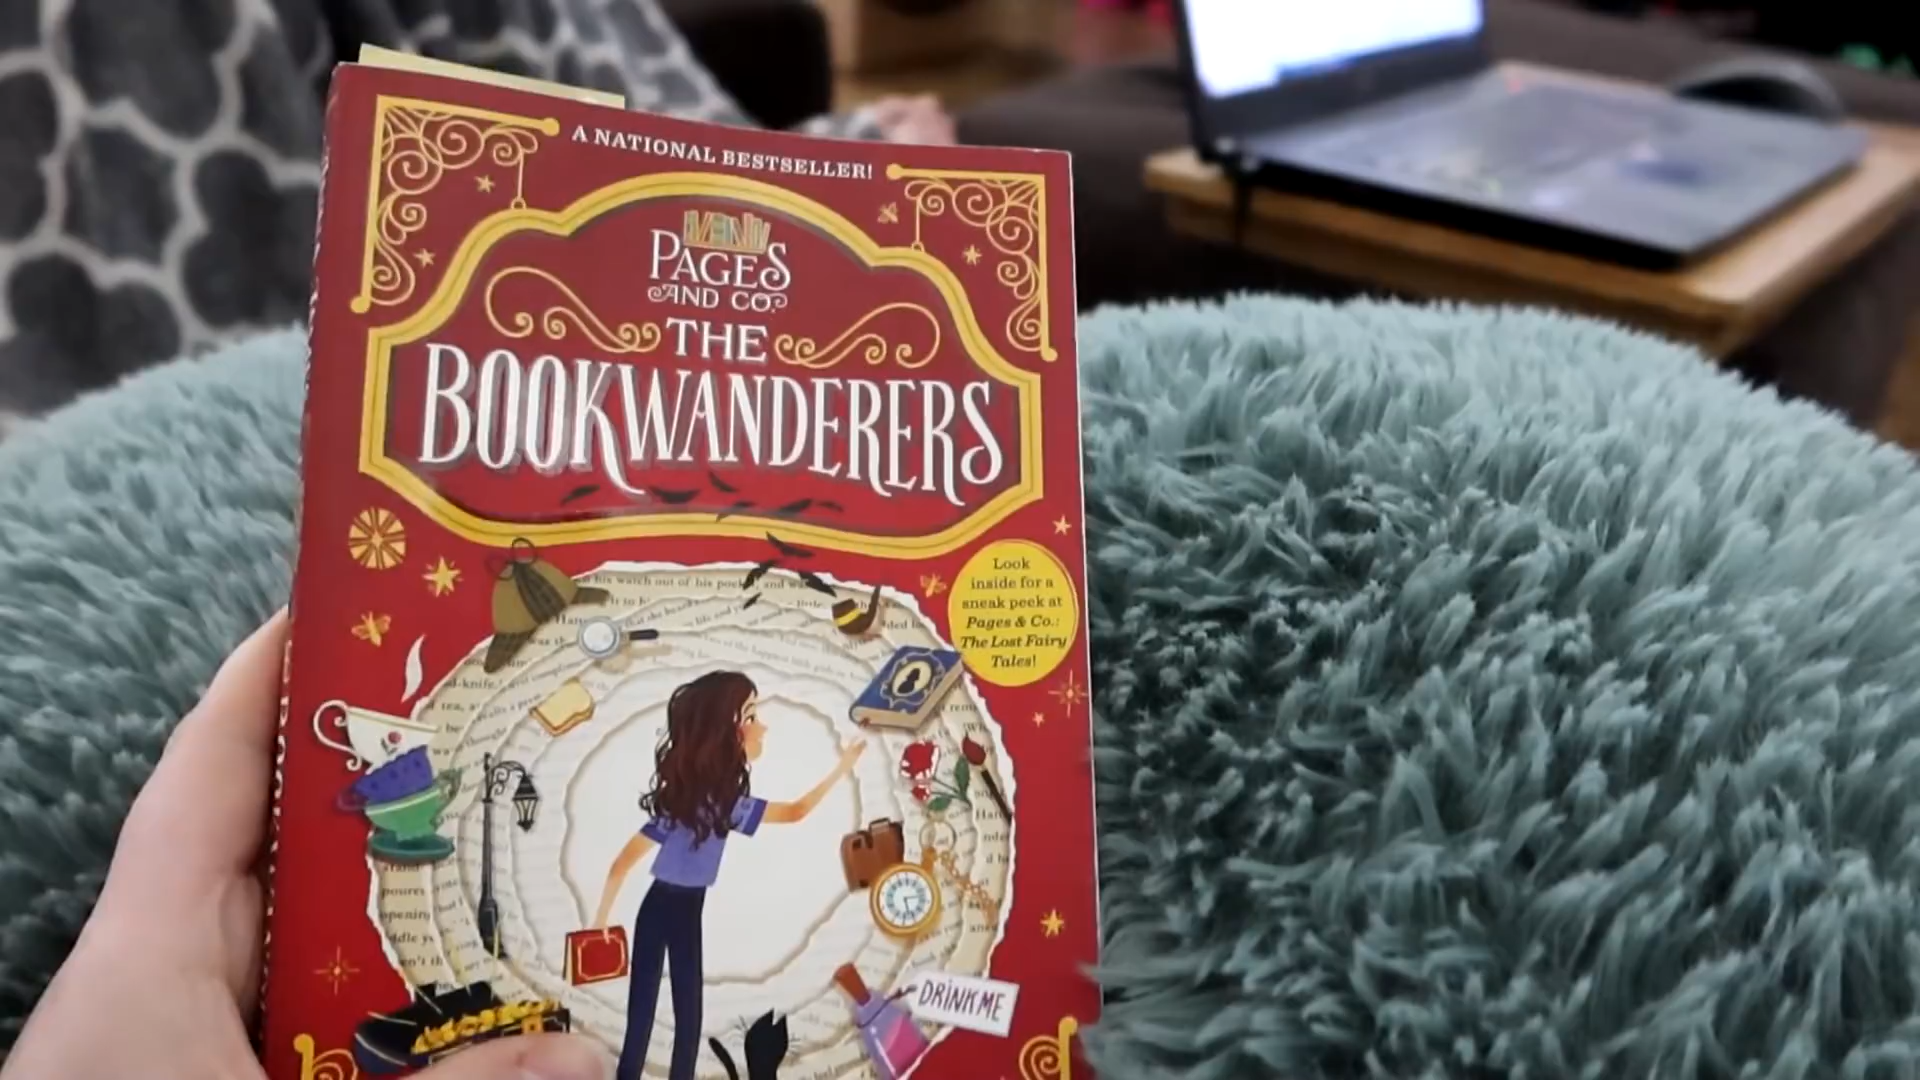 A NATIONAL BESTSELLER!
PAGES
AND CO.
THE
BOOKWANDERERS
Look
inside for a
sneak peek at
Pages & Co.:
The Lost Fairy
Tales!
DRINK ME